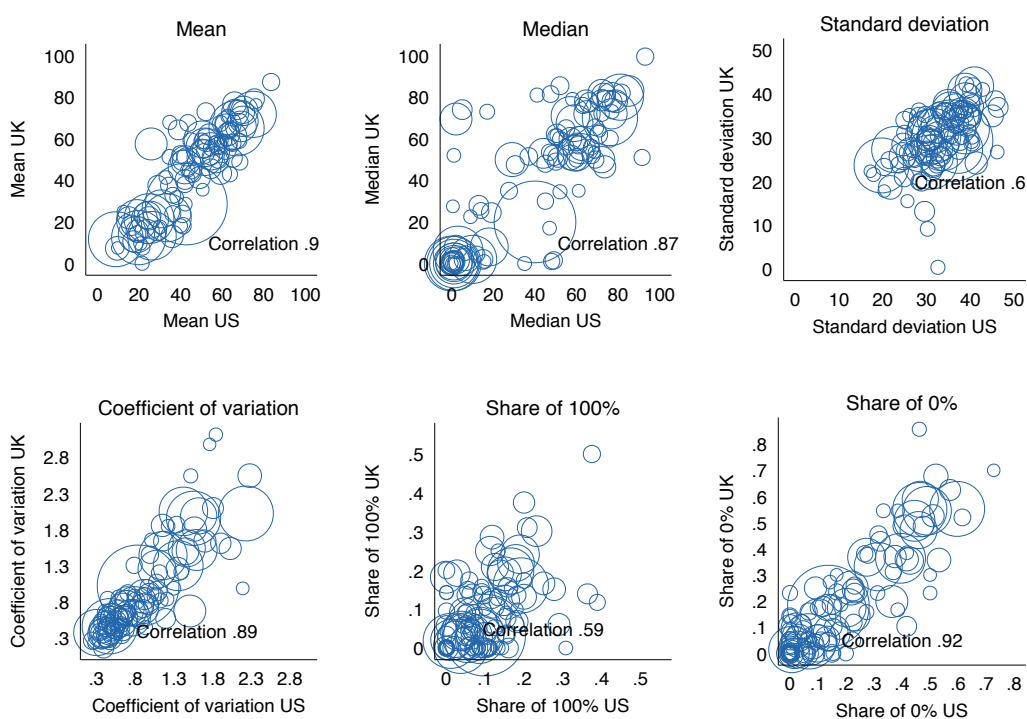 Mean
Mean UK
100
80
60
40
20
0
Correlation .9
0 20 40 60 80 100
Mean US
Median
Median UK
100
80
60
40
20
0
Correlation .87
0 20 40 60 80 100
Median US
Standard deviation
Standard deviation UK
50
40
30
20
10
0
Correlation .6
0 10 20 30 40 50
Standard deviation US
Coefficient of variation
Coefficient of variation UK
2.8
2.3
1.8
1.3
.8
.3
Correlation .89
.3 .8 1.3 1.8 2.3 2.8
Coefficient of variation US
Share of 100%
Share of 100% UK
.5
.4
.3
.2
.1
0
Correlation .59
0 .1 .2 .3 .4 .5
Share of 100% US
Share of 0%
Share of 0% UK
.8
.7
.6
.5
.4
.3
.2
.1
0
Correlation .92
0 .1 .2 .3 .4 .5 .6 .7 .8
Share of 0% US